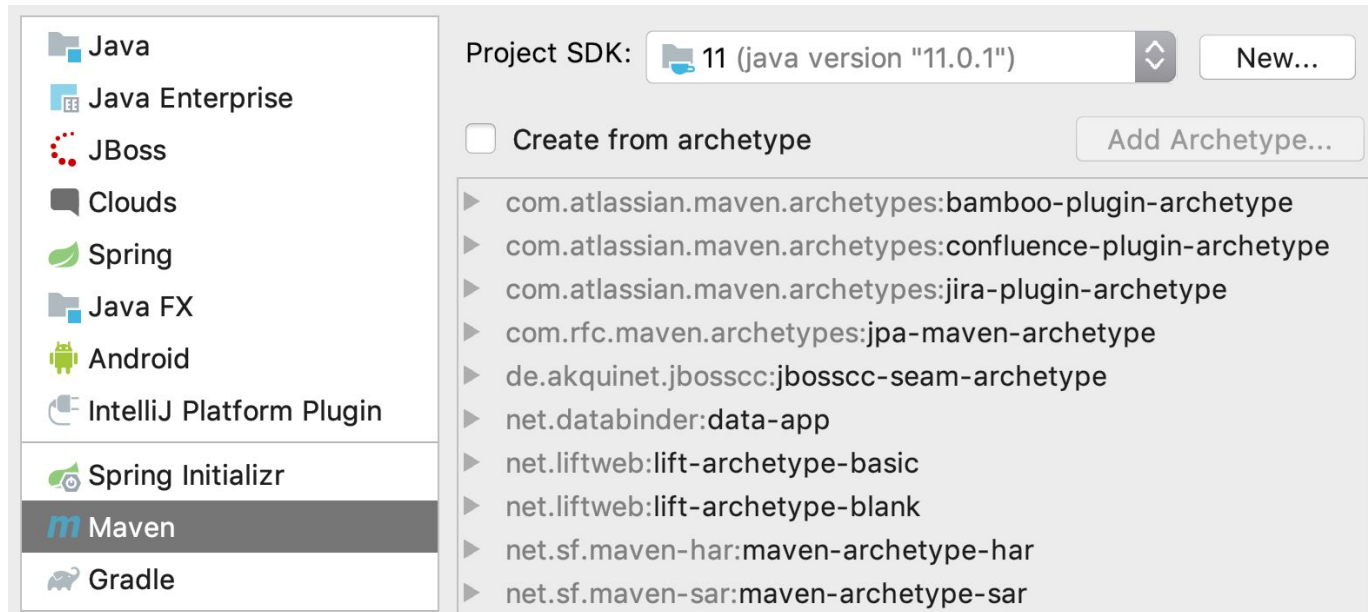 Java
Java Enterprise
JBoss
Clouds
Spring
Java FX
Android
IntelliJ Platform Plugin
Spring Initializr
Maven
Gradle
Project SDK: 11 (java version "11.0.1") New...
Create from archetype Add Archetype...
com.atlassian.maven.archetypes:bamboo-plugin-archetype
com.atlassian.maven.archetypes:confluence-plugin-archetype
com.atlassian.maven.archetypes:jira-plugin-archetype
com.rfc.maven.archetypes:jpa-maven-archetype
de.akquinet.jbosscc:jbosscc-seam-archetype
net.databinder:data-app
net.liftweb:lift-archetype-basic
net.liftweb:lift-archetype-blank
net.sf.maven-har:maven-archetype-har
net.sf.maven-sar:maven-archetype-sar